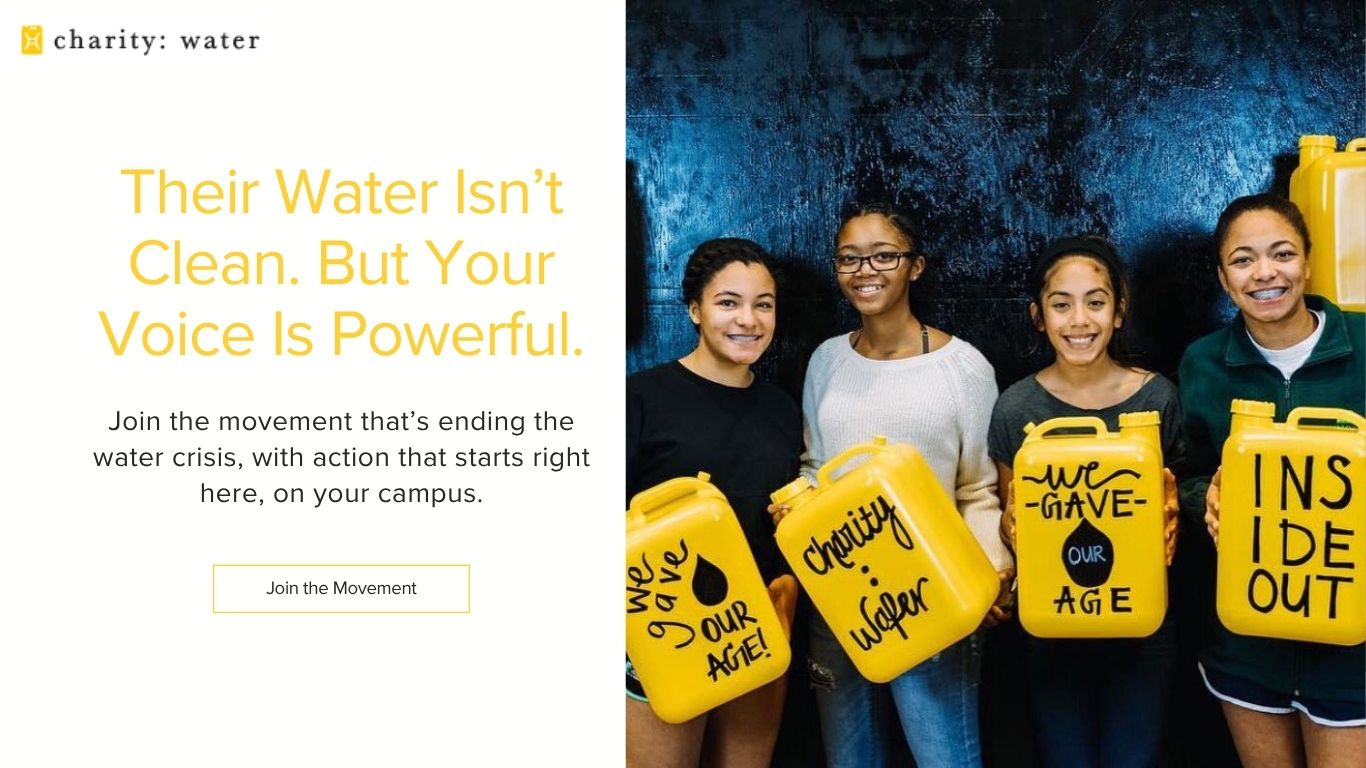 charity: water
Their Water Isn’t
Clean. But Your
Voice Is Powerful.
Join the movement that’s ending the
water crisis, with action that starts right
here, on your campus.
Join the Movement
we
gave
OUR
AGE!
charity
:
water
we
-GAVE-
OUR
AGE
INS
IDE
OUT